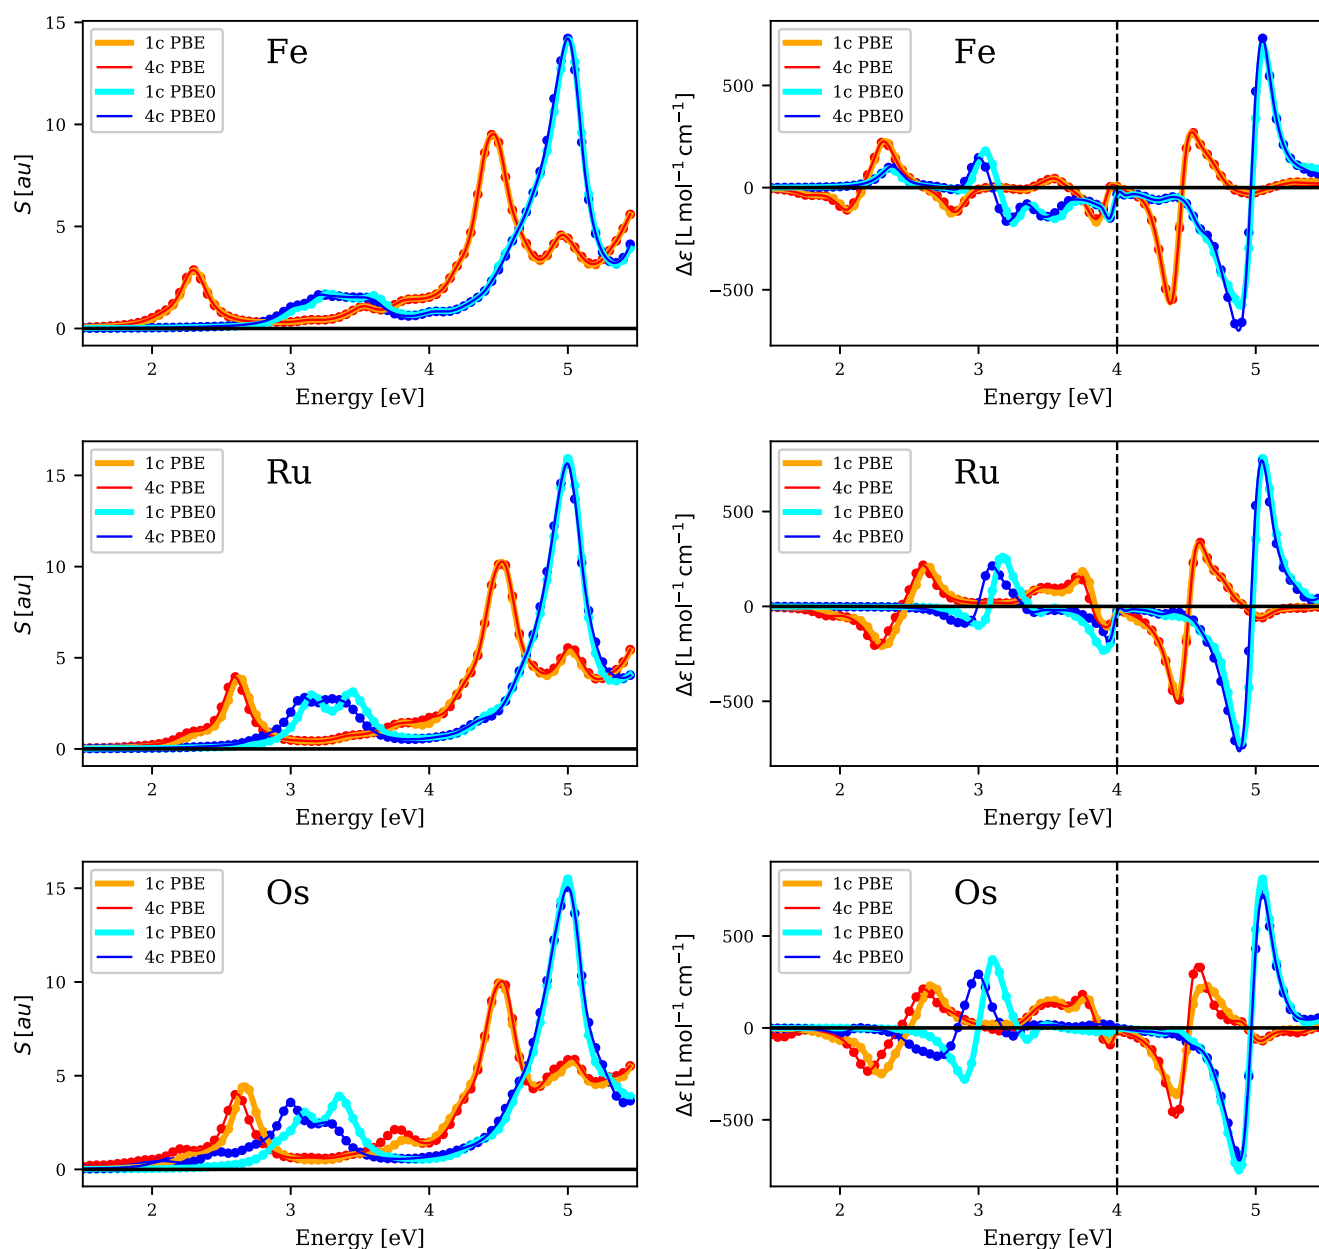 Fe
1c PBE
4c PBE
1c PBE0
4c PBE0
S [au]
15
10
5
0
2 3 4 5
Energy [eV]
Fe
1c PBE
4c PBE
1c PBE0
4c PBE0
Δε [L mol⁻¹ cm⁻¹]
500
0
−500
2 3 4 5
Energy [eV]
Ru
1c PBE
4c PBE
1c PBE0
4c PBE0
S [au]
15
10
5
0
2 3 4 5
Energy [eV]
Ru
1c PBE
4c PBE
1c PBE0
4c PBE0
Δε [L mol⁻¹ cm⁻¹]
500
0
−500
2 3 4 5
Energy [eV]
Os
1c PBE
4c PBE
1c PBE0
4c PBE0
S [au]
15
10
5
0
2 3 4 5
Energy [eV]
Os
1c PBE
4c PBE
1c PBE0
4c PBE0
Δε [L mol⁻¹ cm⁻¹]
500
0
−500
2 3 4 5
Energy [eV]